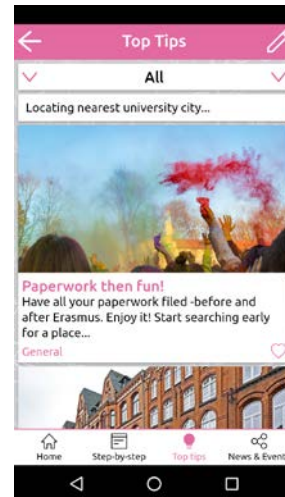 Top Tips
All
Locating nearest university city...
Paperwork then fun!
Have all your paperwork filed -before and
after Erasmus. Enjoy it! Start searching early
for a place...
General
Home
Step-by-step
Top tips
News & Event